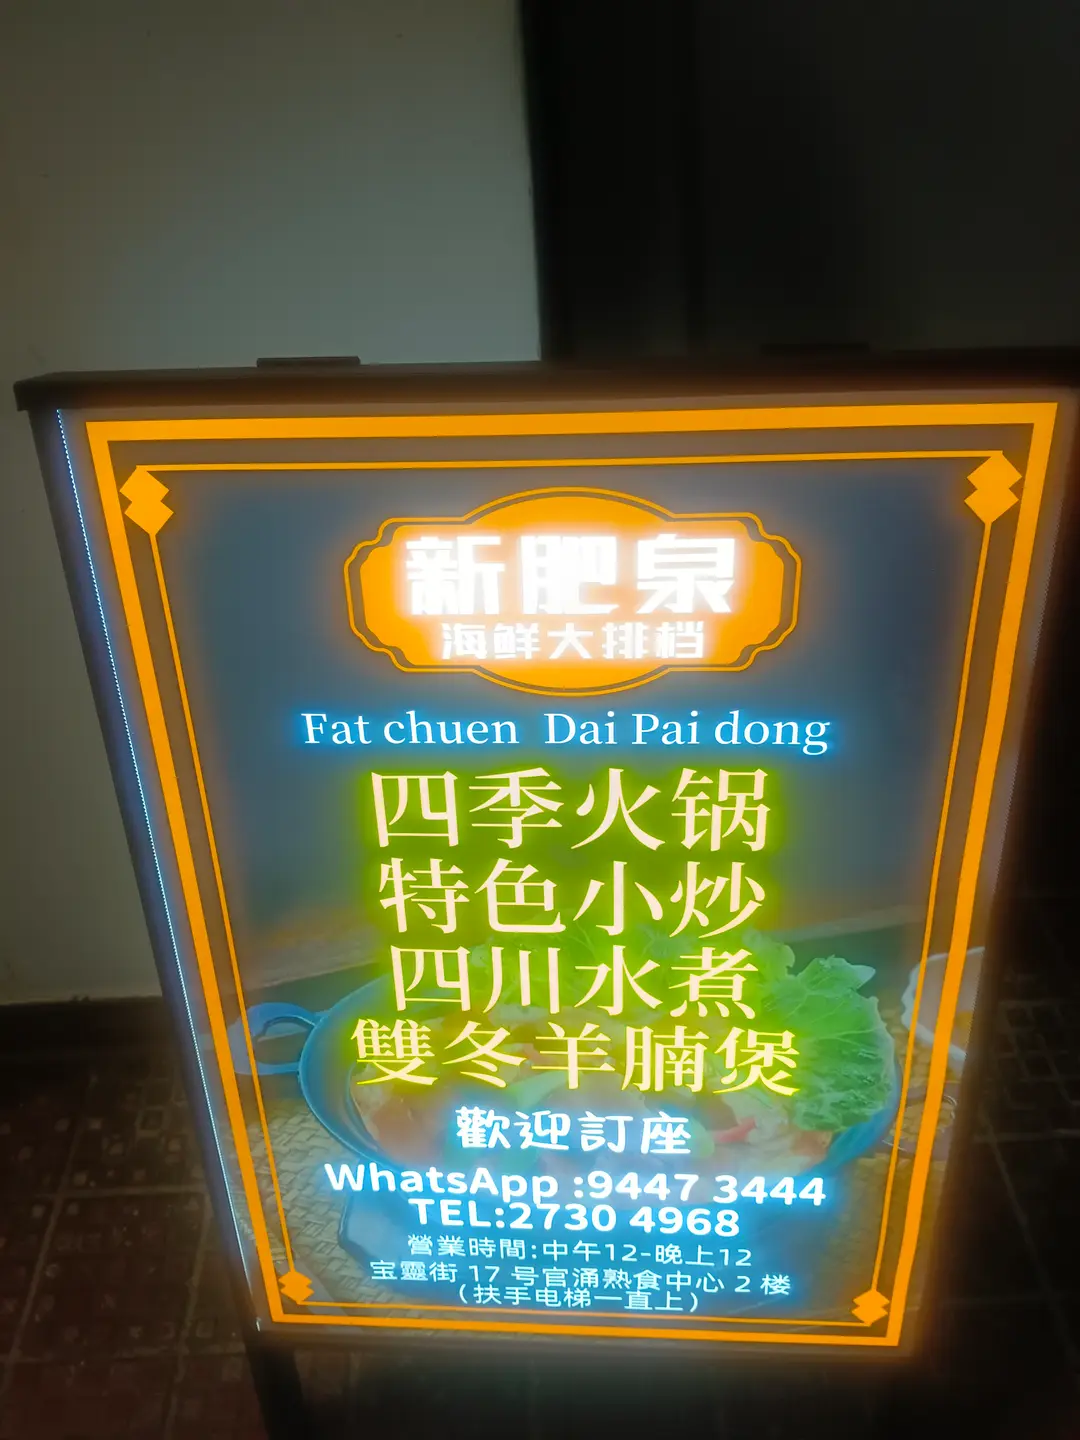 新肥泉
海鲜大排档
Fat chuen Dai Pai dong
四季火锅
特色小炒
四川水煮
雙冬羊腩煲
歡迎訂座
WhatsApp :9447 3444
TEL:2730 4968
營業時間:中午12-晚上12
宝靈街 17 号官涌熟食中心 2 楼
（扶手电梯一直上）